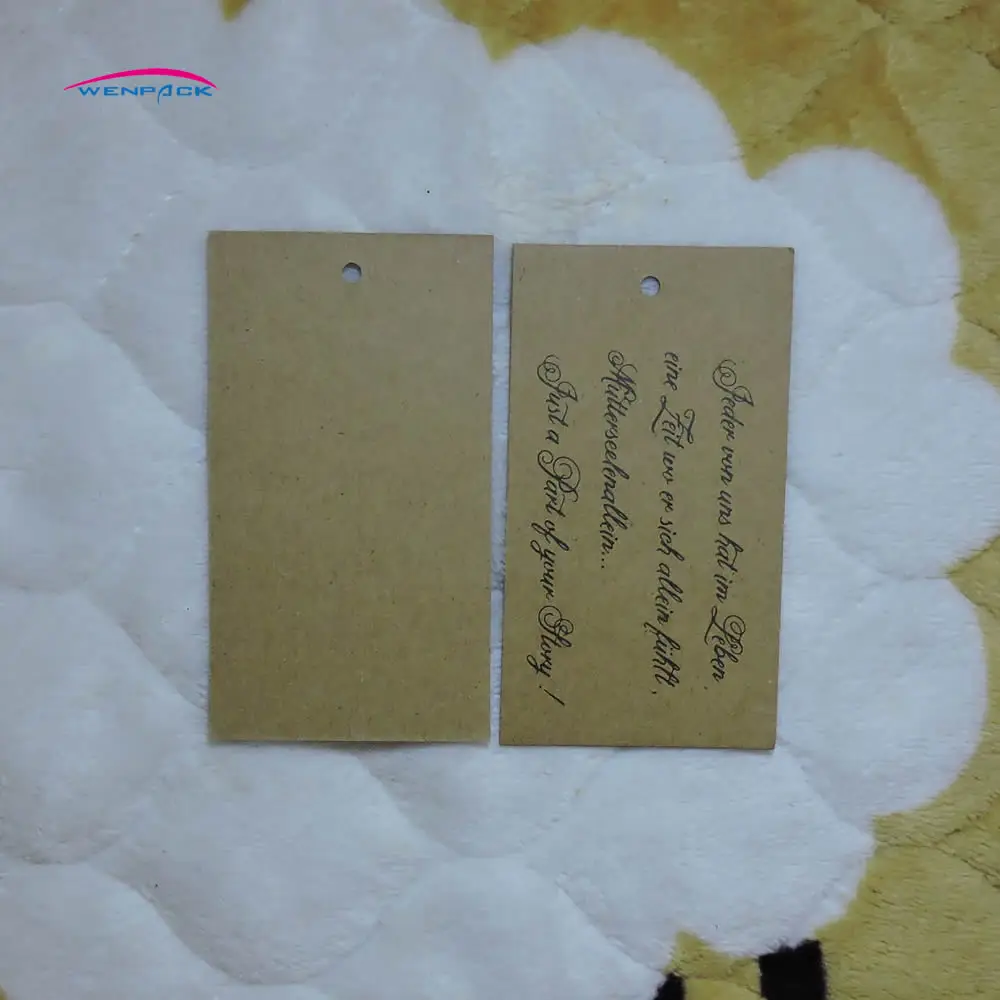 WENPACK
Jeder von uns hat im Leben
eine Zeit wo er sich allein fühlt,
Mutterseelenallein...
Just a Part of your Story!